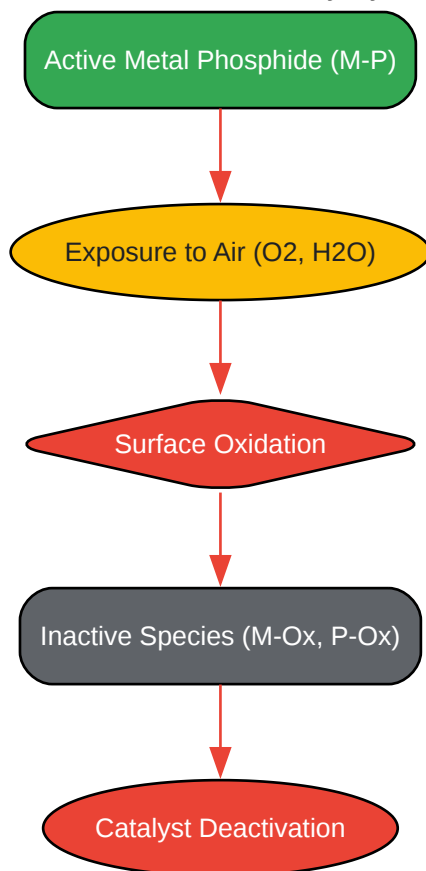 Active Metal Phosphide (M-P)
Exposure to Air (O2, H2O)
Surface Oxidation
Inactive Species (M-Ox, P-Ox)
Catalyst Deactivation